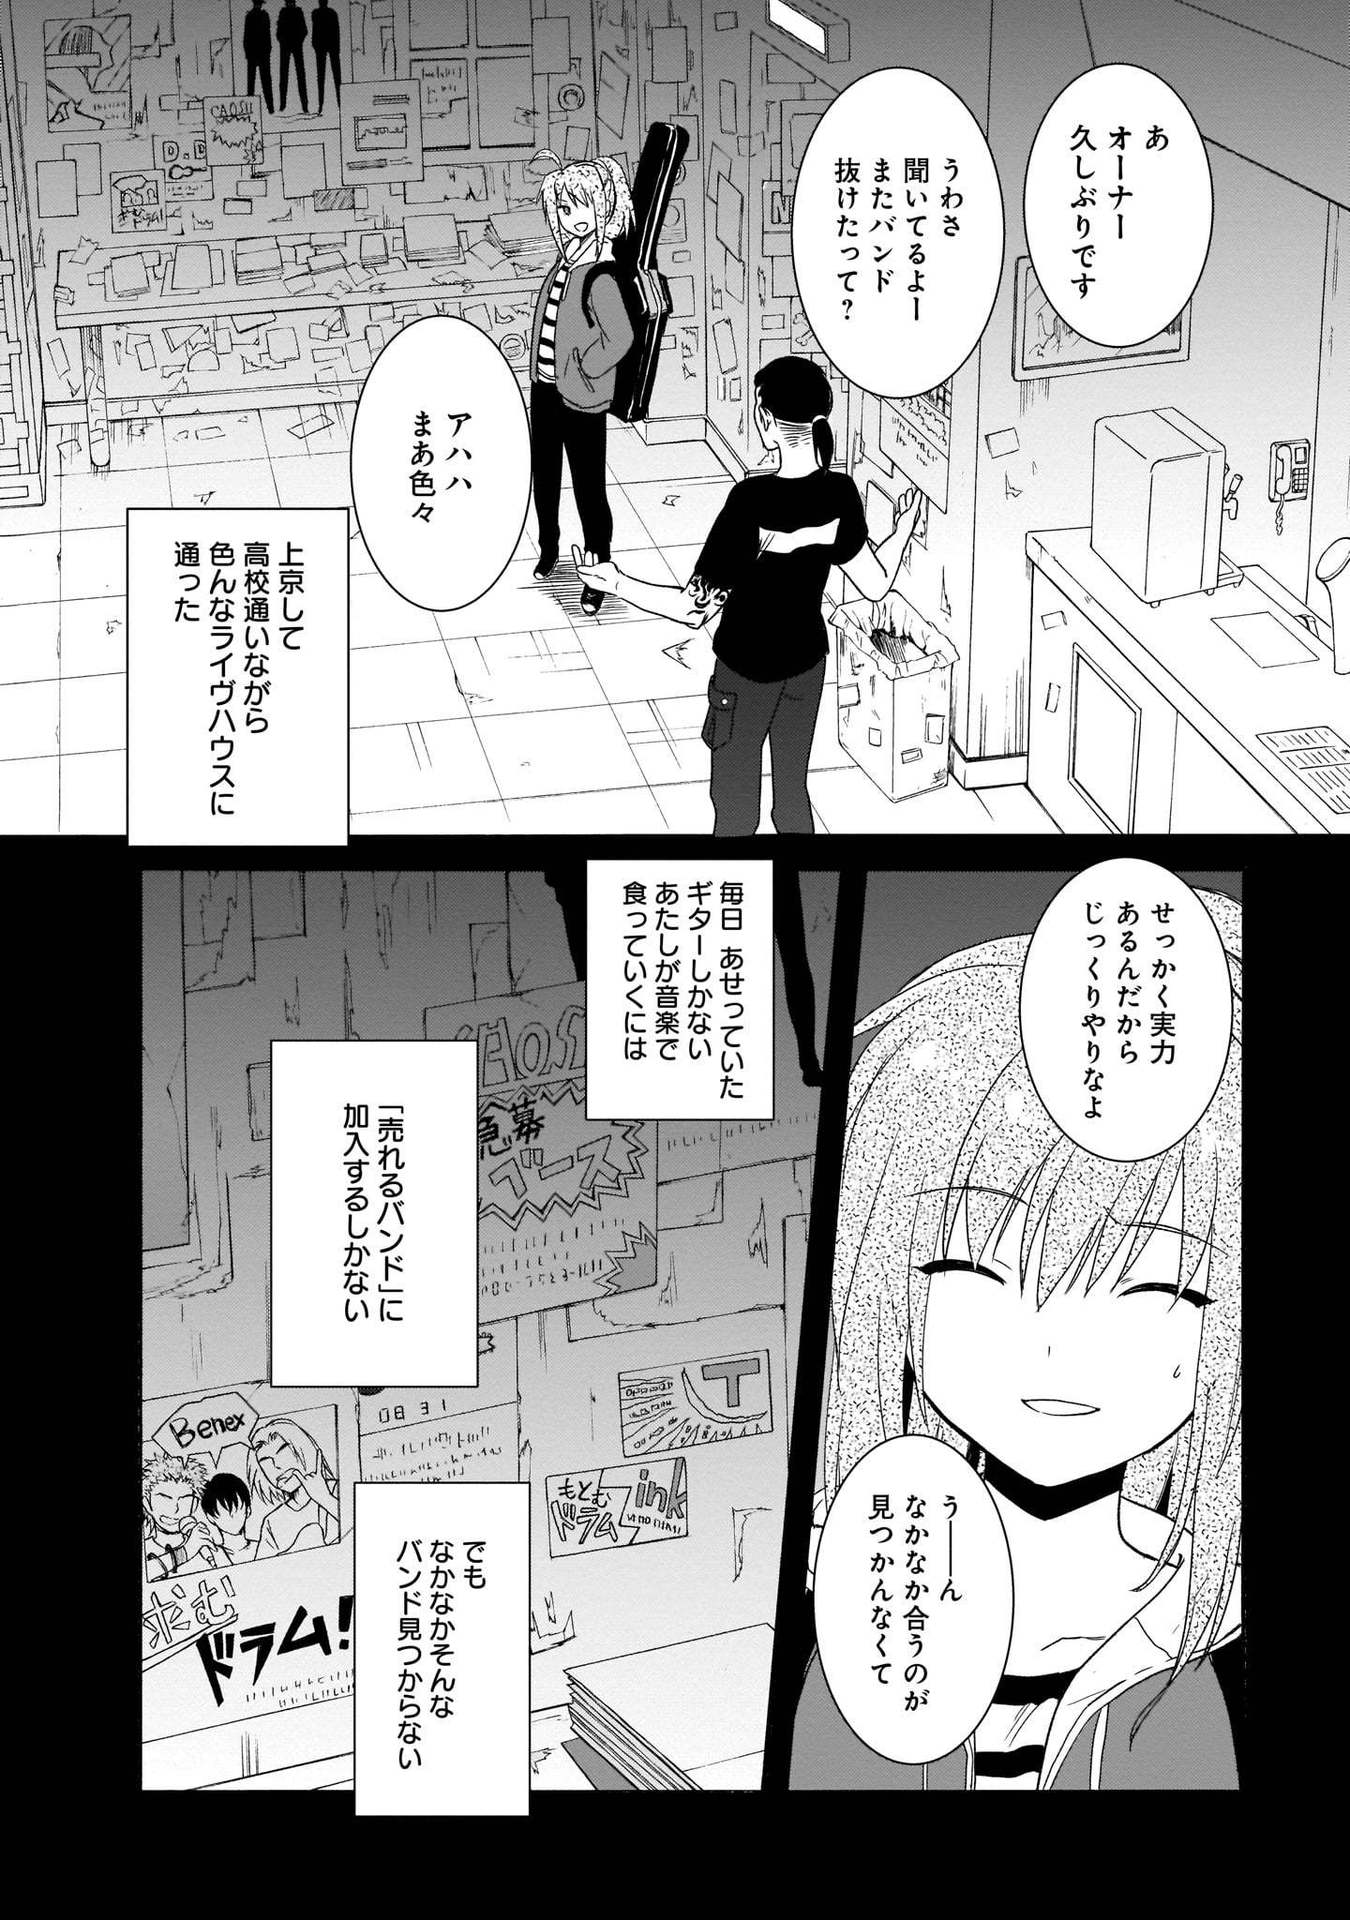 あ
オーナー
久しぶりです
うわさ
聞いてるよー
またバンド
抜けたって?
アハハ
まあ色々
上京して
高校通いながら
色んなライヴハウスに
通った
CAOSH
D.D
せっかく実力
あるんだから
じっくりやりなよ
う――ん
なかなか合うのが
見つかんなくて
毎日 あせっていた
ギターしかない
あたしが音楽で
食っていくには
「売れるバンド」に
加入するしかない
でも
なかなかそんな
バンド見つからない
急募
ブース
T
もとむ
ドラム
ink
Benex
求む
ドラム!